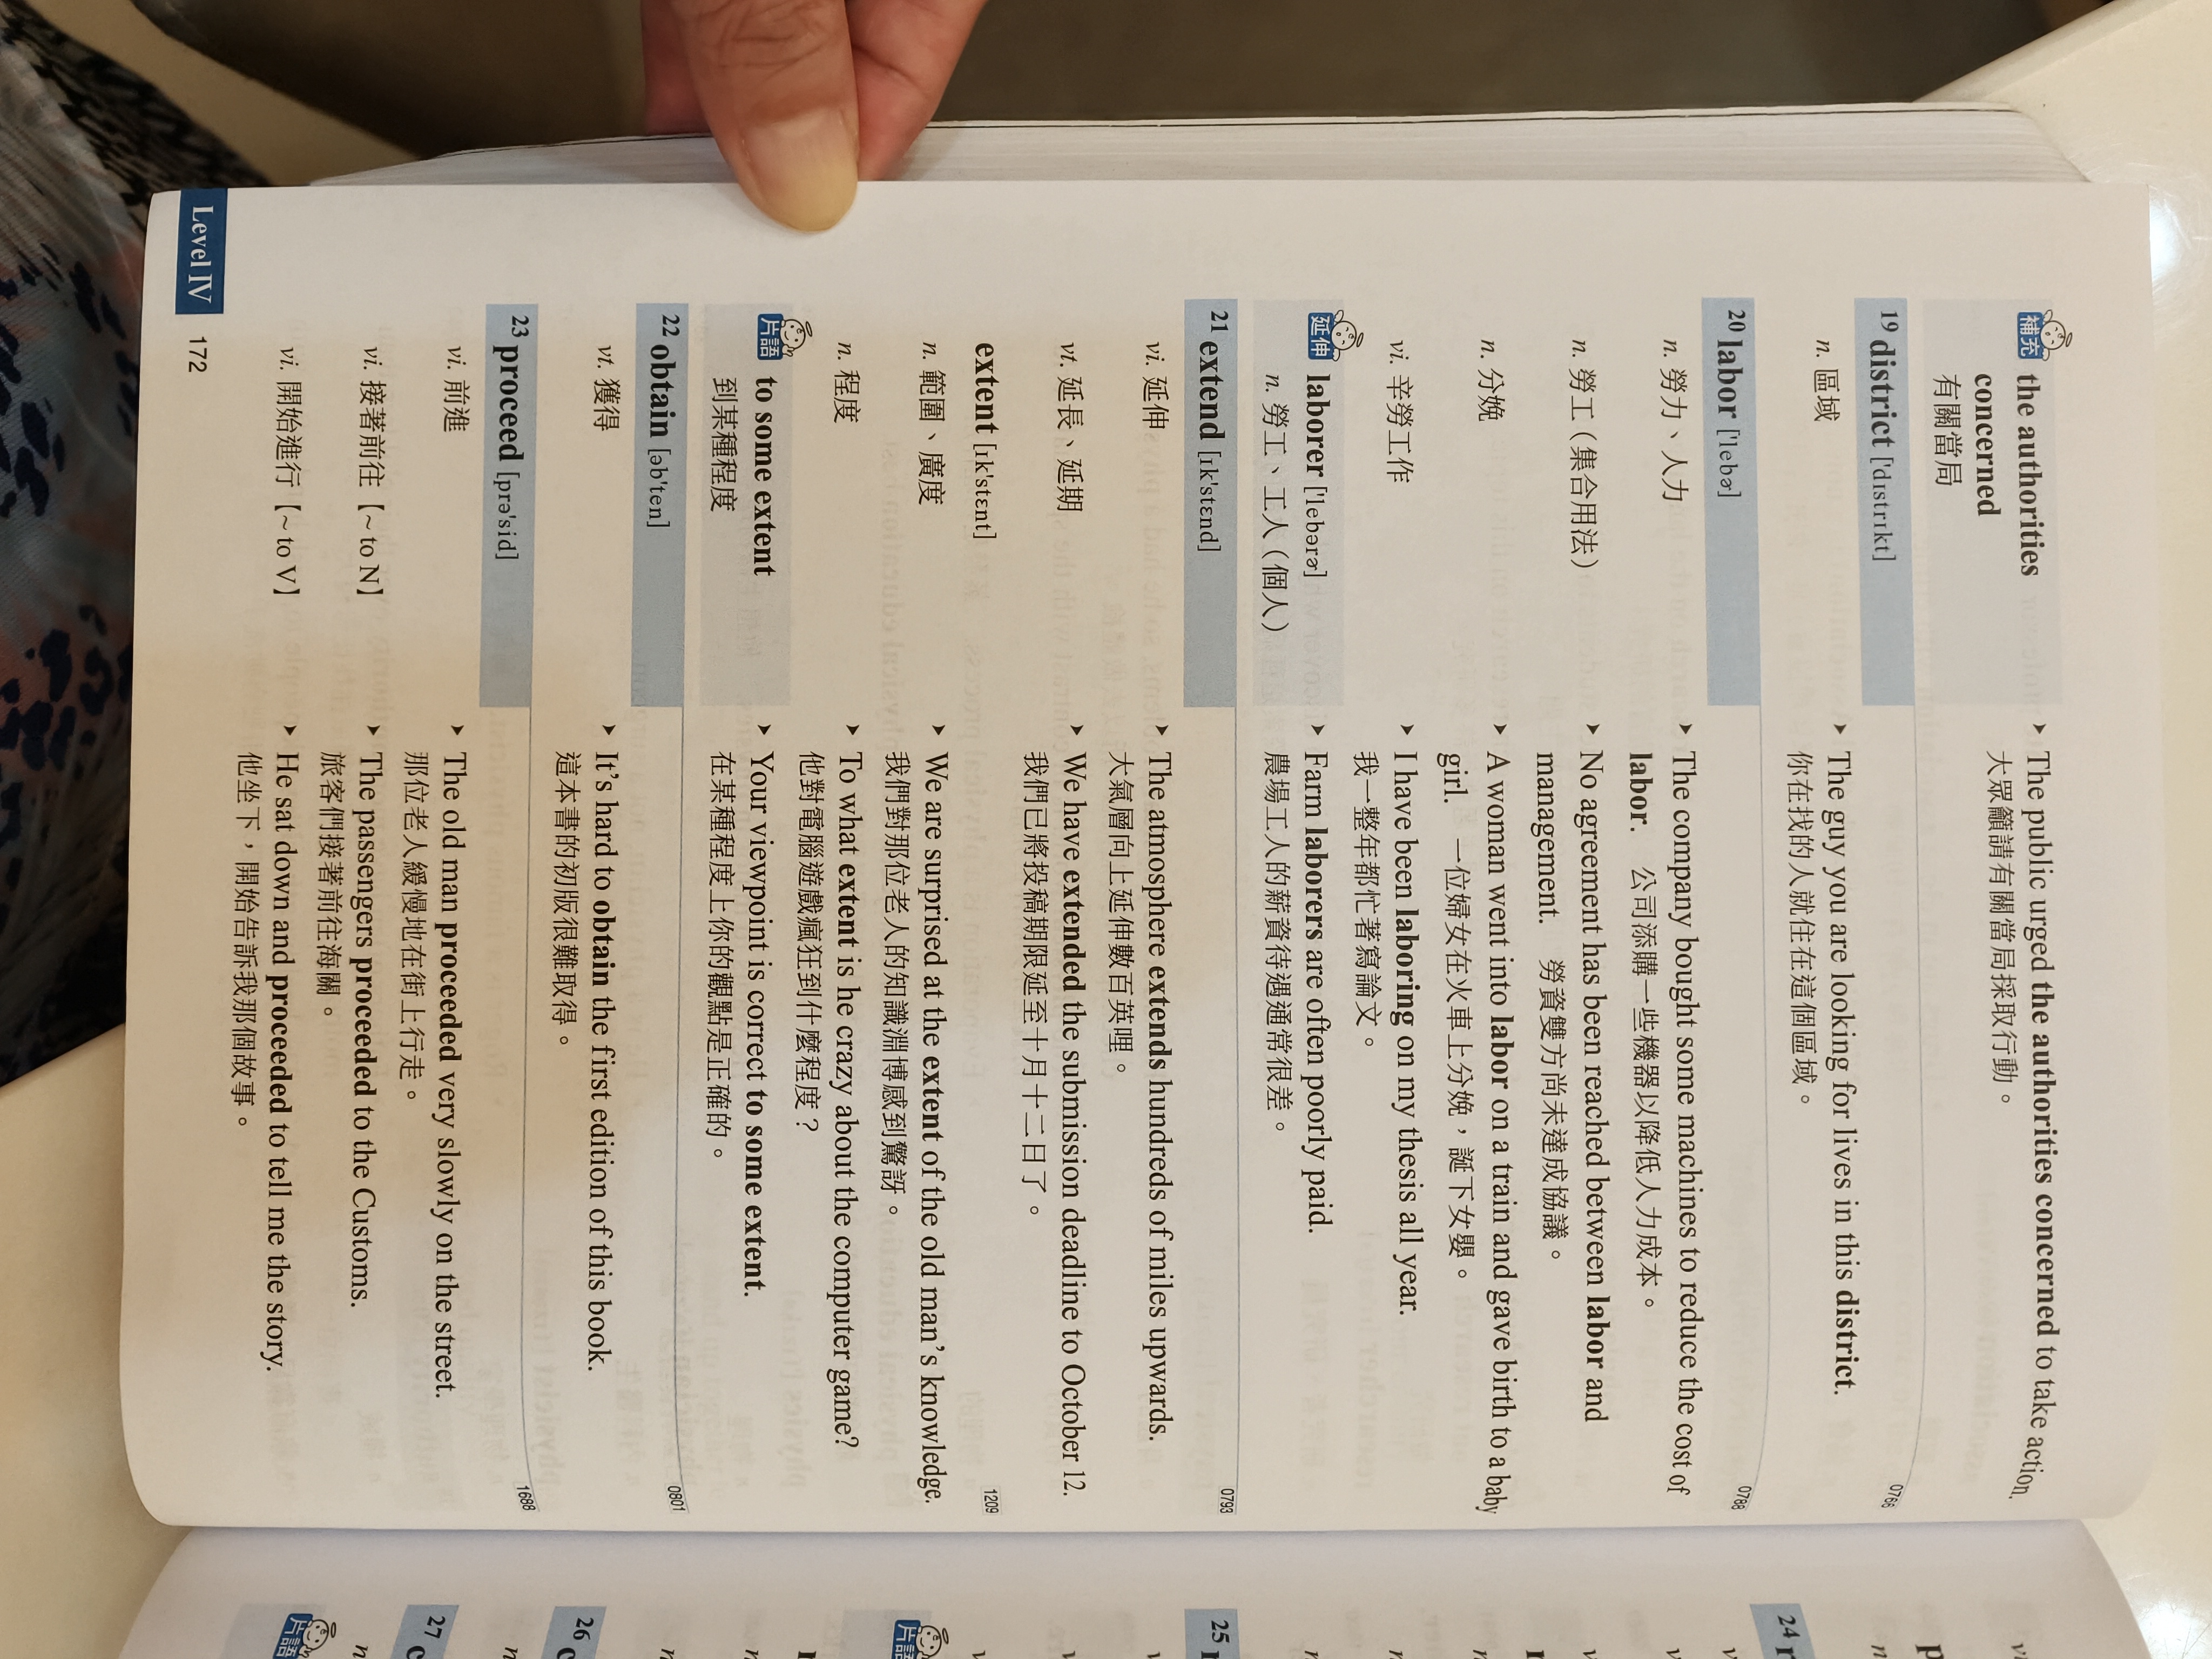 補充 the authorities
concerned
有關當局
➤ The public urged the authorities concerned to take action.
大眾籲請有關當局採取行動。
0766
19 district [ˈdɪstrɪkt]
n. 區域
➤ The guy you are looking for lives in this district.
你在找的人就住在這個區域。
0788
20 labor [ˈlebɚ]
n. 勞力、人力
➤ The company bought some machines to reduce the cost of
labor. 公司添購一些機器以降低人力成本。
n. 勞工（集合用法）
➤ No agreement has been reached between labor and
management. 勞資雙方尚未達成協議。
n. 分娩
➤ A woman went into labor on a train and gave birth to a baby
girl. 一位婦女在火車上分娩，誕下女嬰。
vi. 辛勞工作
➤ I have been laboring on my thesis all year.
我一整年都忙著寫論文。
延伸 laborer [ˈlebərɚ]
n. 勞工、工人（個人）
➤ Farm laborers are often poorly paid.
農場工人的薪資待遇通常很差。
0793
21 extend [ɪkˈstɛnd]
vi. 延伸
➤ The atmosphere extends hundreds of miles upwards.
大氣層向上延伸數百英哩。
vt. 延長、延期
➤ We have extended the submission deadline to October 12.
我們已將投稿期限延至十月十二日了。
1209
extent [ɪkˈstɛnt]
n. 範圍、廣度
➤ We are surprised at the extent of the old man's knowledge.
我們對那位老人的知識淵博感到驚訝。
n. 程度
➤ To what extent is he crazy about the computer game?
他對電腦遊戲瘋狂到什麼程度？
片語 to some extent
到某種程度
➤ Your viewpoint is correct to some extent.
在某種程度上你的觀點是正確的。
0801
22 obtain [əbˈten]
vt. 獲得
➤ It's hard to obtain the first edition of this book.
這本書的初版很難取得。
1688
23 proceed [prəˈsid]
vi. 前進
➤ The old man proceeded very slowly on the street.
那位老人緩慢地在街上行走。
vi. 接著前往【~ to N】
➤ The passengers proceeded to the Customs.
旅客們接著前往海關。
vi. 開始進行【~ to V】
➤ He sat down and proceeded to tell me the story.
他坐下，開始告訴我那個故事。
Level IV 172
24
25
片語
26
27
片語